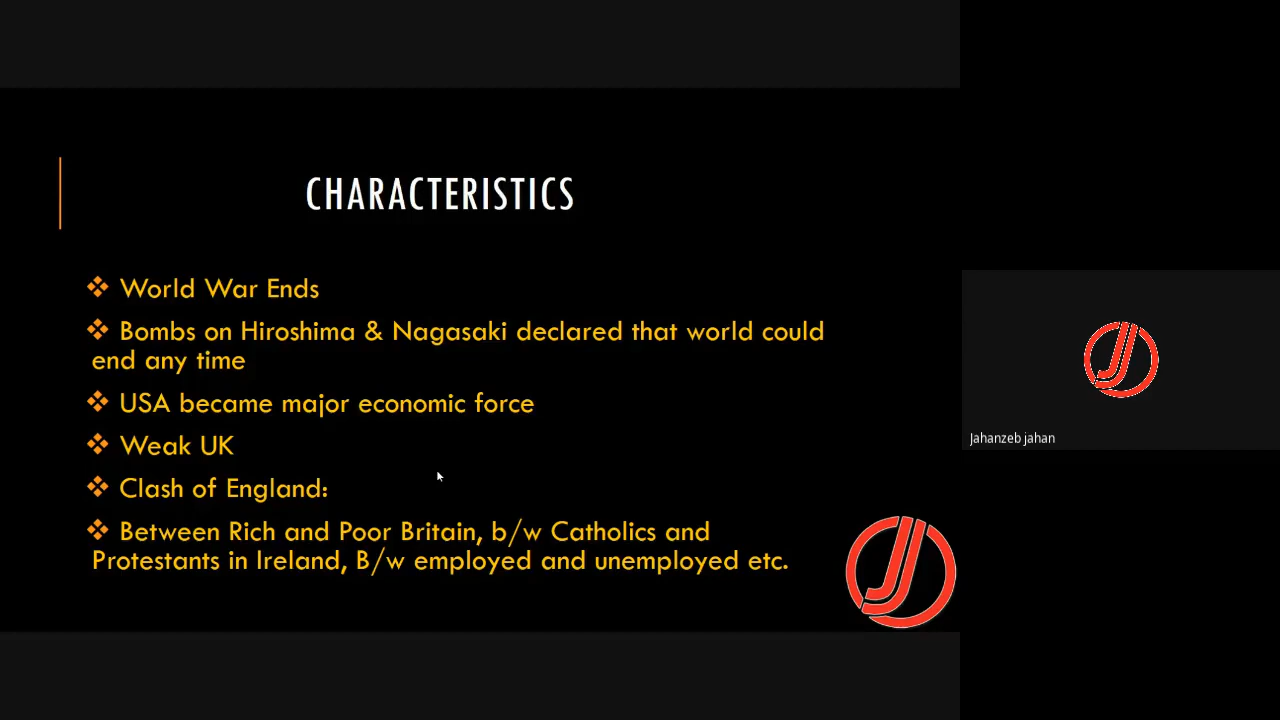 CHARACTERISTICS
❖ World War Ends
❖ Bombs on Hiroshima & Nagasaki declared that world could
end any time
❖ USA became major economic force
❖ Weak UK
❖ Clash of England:
❖ Between Rich and Poor Britain, b/w Catholics and
Protestants in Ireland, B/w employed and unemployed etc.
Jahanzeb jahan